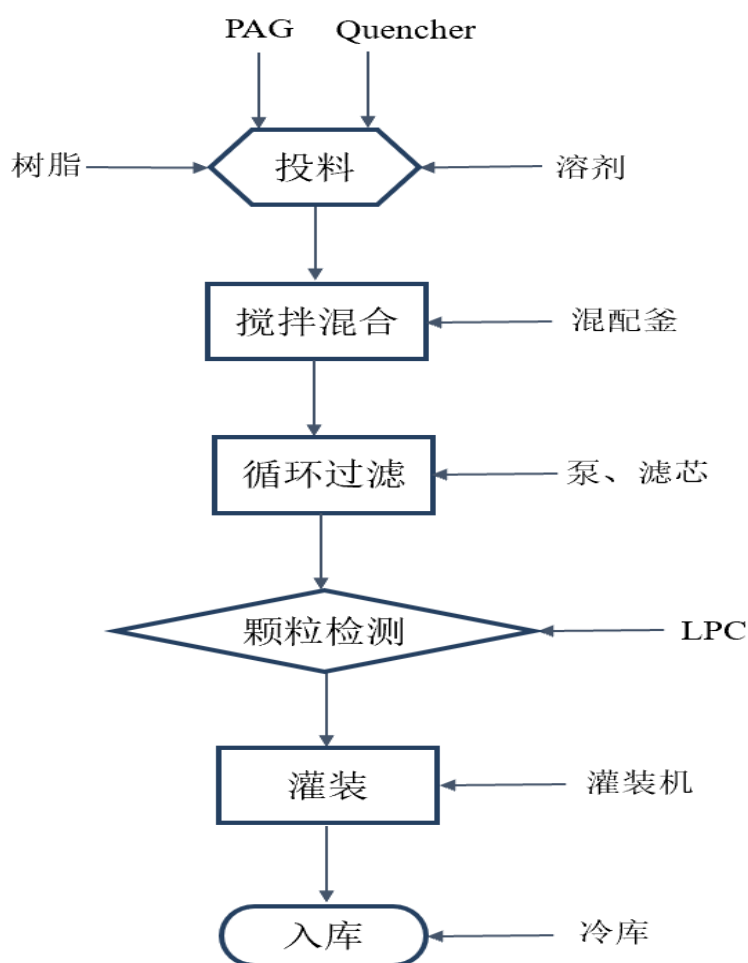 PAG Quencher
树脂 投料 溶剂
搅拌混合 混配釜
循环过滤 泵、滤芯
颗粒检测 LPC
灌装 灌装机
入库 冷库